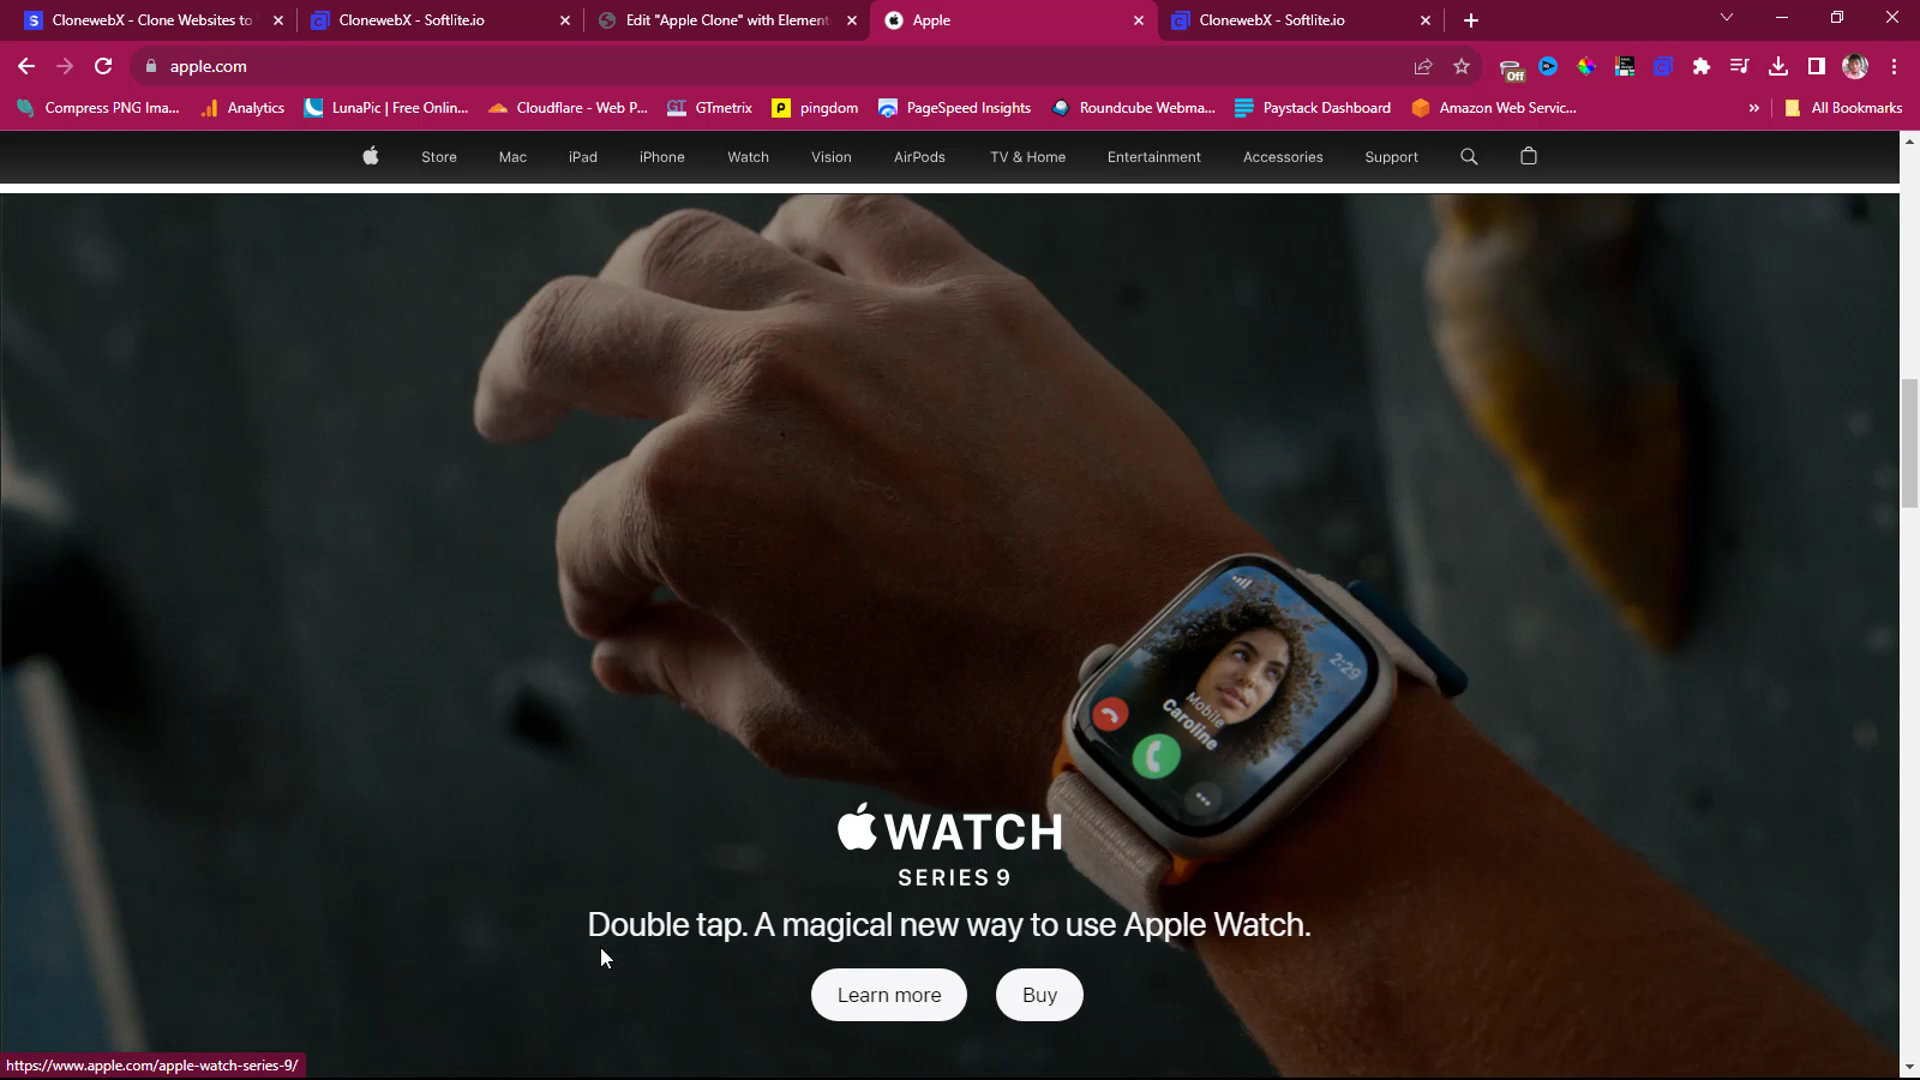 ClonewebX - Clone Websites to
ClonewebX - Softlite.io
Edit "Apple Clone" with Element
Apple
ClonewebX - Softlite.io
apple.com
Off
Compress PNG Ima...
Analytics
LunaPic | Free Onlin...
Cloudflare - Web P...
GT
GTmetrix
pingdom
PageSpeed Insights
Roundcube Webma...
Paystack Dashboard
Amazon Web Servic...
»
All Bookmarks
Store
Mac
iPad
iPhone
Watch
Vision
AirPods
TV & Home
Entertainment
Accessories
Support
2:29
Mobile
Caroline
WATCH
SERIES 9
Double tap. A magical new way to use Apple Watch.
Learn more
Buy
https://www.apple.com/apple-watch-series-9/